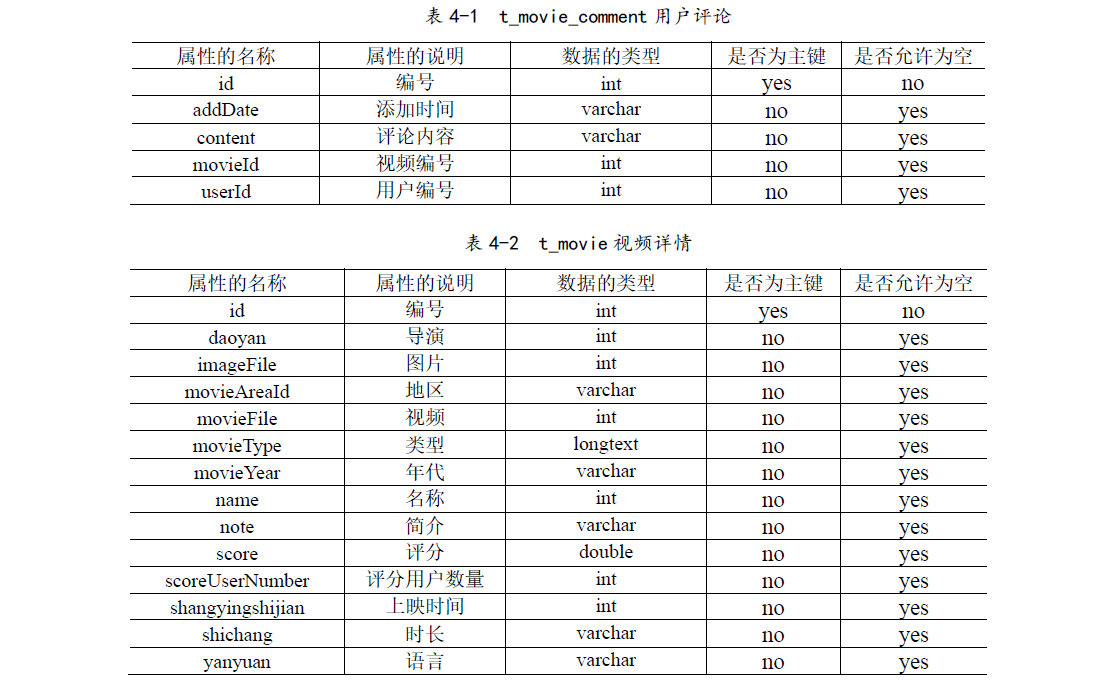 表 4-1 t_movie_comment 用户评论
属性的名称 属性的说明 数据的类型 是否为主键 是否允许为空
id 编号 int yes no
addDate 添加时间 varchar no yes
content 评论内容 varchar no yes
movieId 视频编号 int no yes
userId 用户编号 int no yes
表 4-2 t_movie 视频详情
属性的名称 属性的说明 数据的类型 是否为主键 是否允许为空
id 编号 int yes no
daoyan 导演 int no yes
imageFile 图片 int no yes
movieAreaId 地区 varchar no yes
movieFile 视频 int no yes
movieType 类型 longtext no yes
movieYear 年代 varchar no yes
name 名称 int no yes
note 简介 varchar no yes
score 评分 double no yes
scoreUserNumber 评分用户数量 int no yes
shangyingshijian 上映时间 int no yes
shichang 时长 varchar no yes
yanyuan 语言 varchar no yes